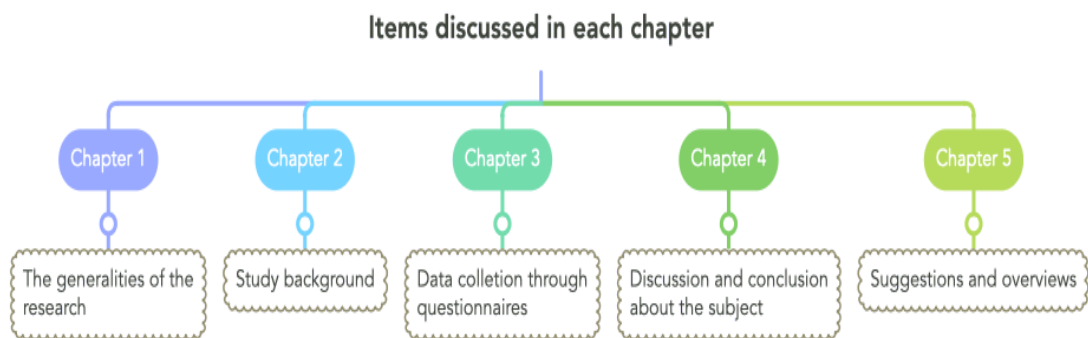 Items discussed in each chapter
Chapter 1
Chapter 2
Chapter 3
Chapter 4
Chapter 5
The generalities of the
research
Study background
Data colletion through
questionnaires
Discussion and conclusion
about the subject
Suggestions and overviews